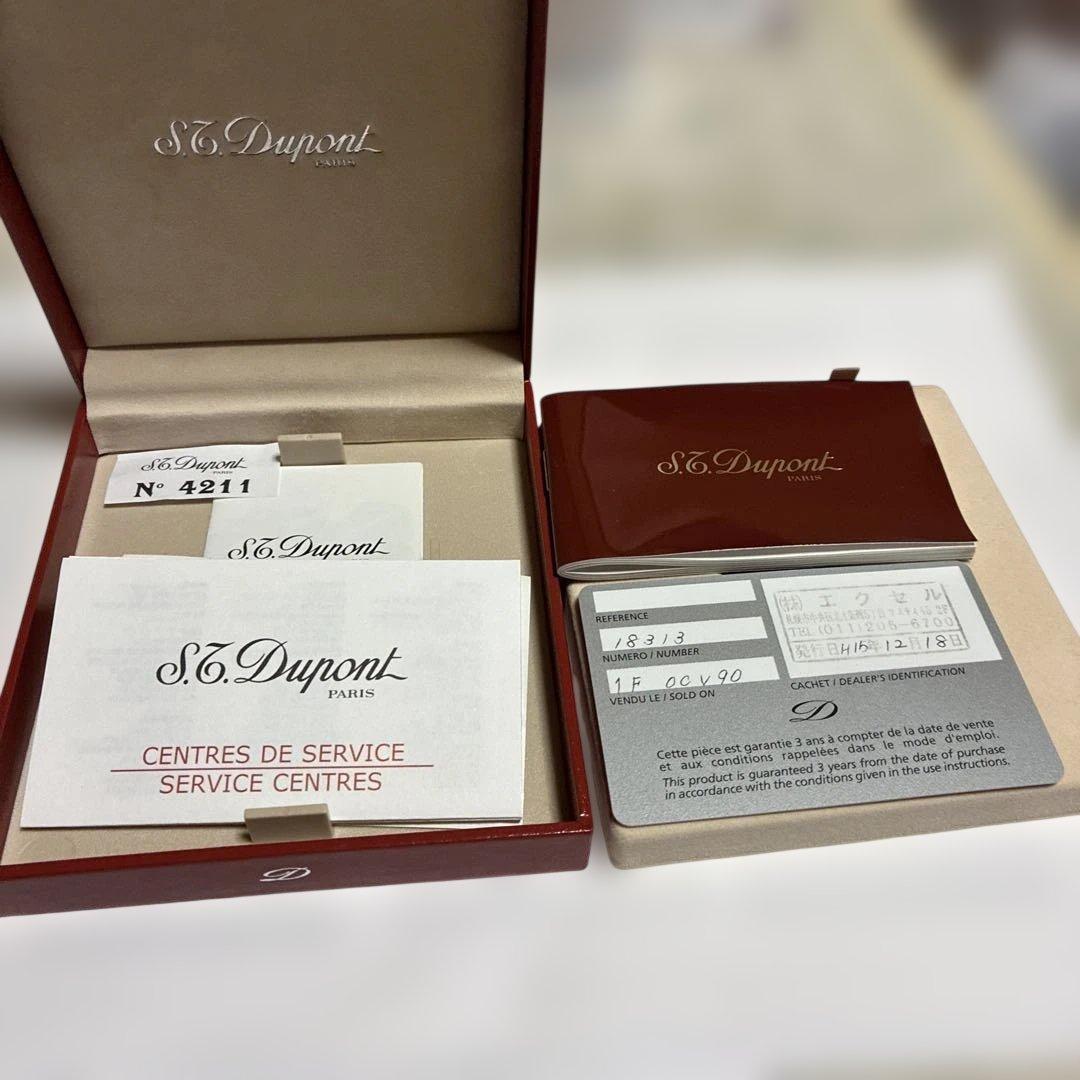 S.T. Dupont
PARIS
S.T. Dupont
PARIS
Nº 4211
S.T. Dupont
S.T. Dupont
PARIS
CENTRES DE SERVICE
SERVICE CENTRES
D
S.T. Dupont
PARIS
REFERENCE
18313
NUMERO / NUMBER
1F 0CV90
VENDU LE / SOLD ON
(株) エクセル
TEL (011) 205-6700
発行日 H15年12月18日
CACHET / DEALER'S IDENTIFICATION
D
Cette pièce est garantie 3 ans à compter de la date de vente
et aux conditions rappelées dans le mode d'emploi.
This product is guaranteed 3 years from the date of purchase
in accordance with the conditions given in the use instructions.